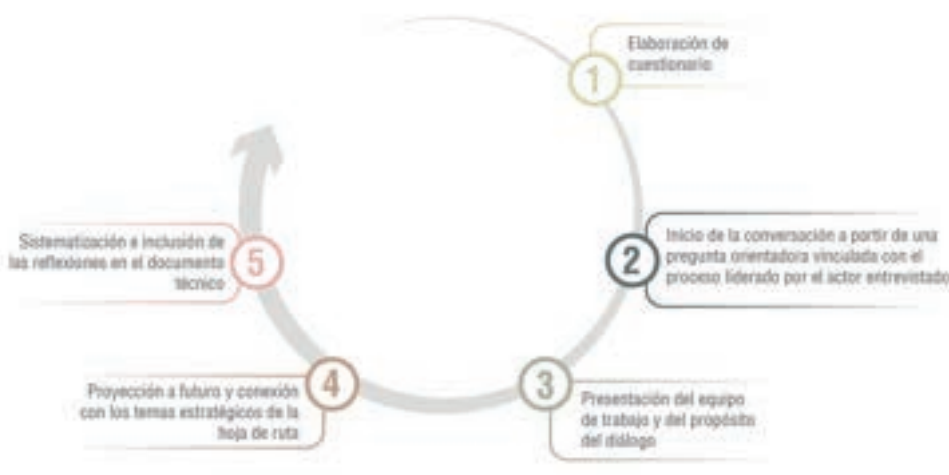 1
Elaboración de
cuestionario
2
Inicio de la conversación a partir de una
pregunta orientadora vinculada con el
proceso liderado por el actor entrevistado
3
Presentación del equipo
de trabajo y del propósito
del diálogo
4
Proyección a futuro y conexión
con los temas estratégicos de la
hoja de ruta
5
Sistematización e inclusión de
las reflexiones en el documento
técnico